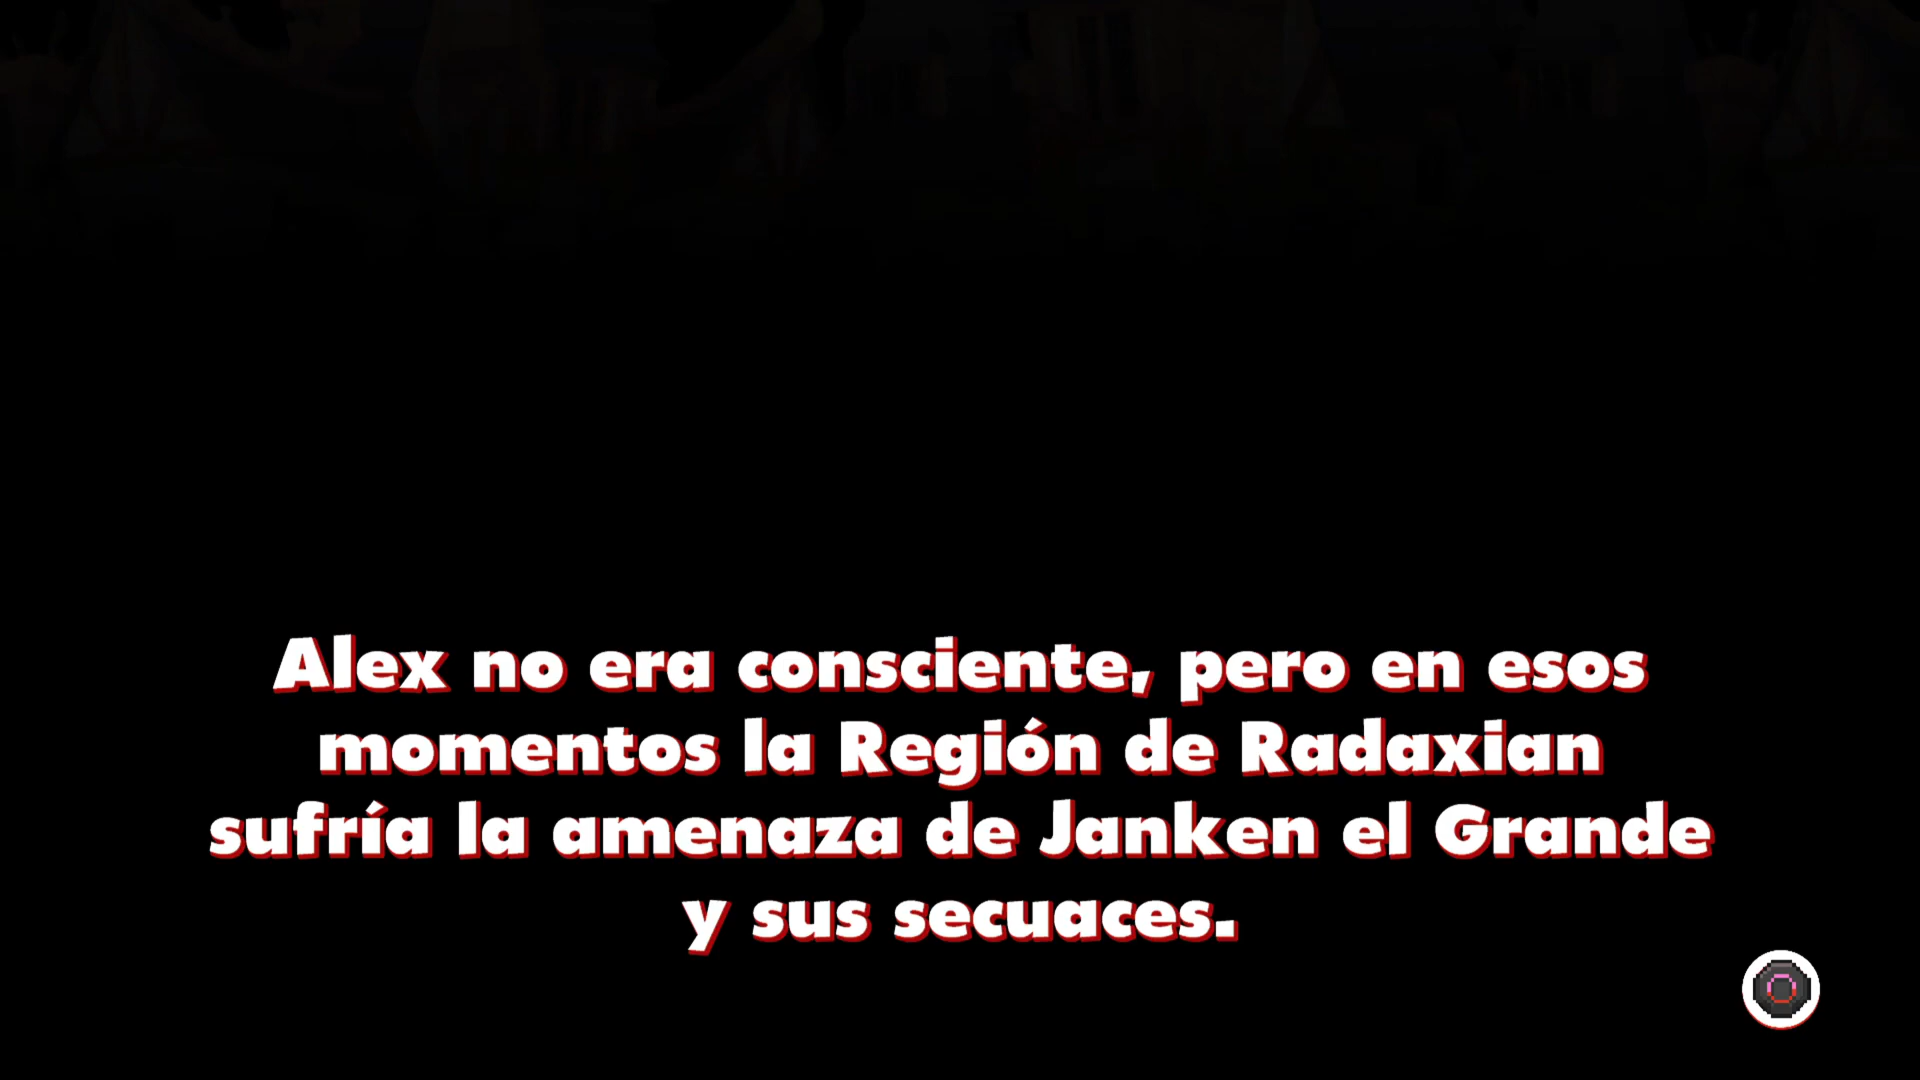 Alex no era consciente, pero en esos
momentos la Región de Radaxian
sufría la amenaza de Janken el Grande
y sus secuaces.